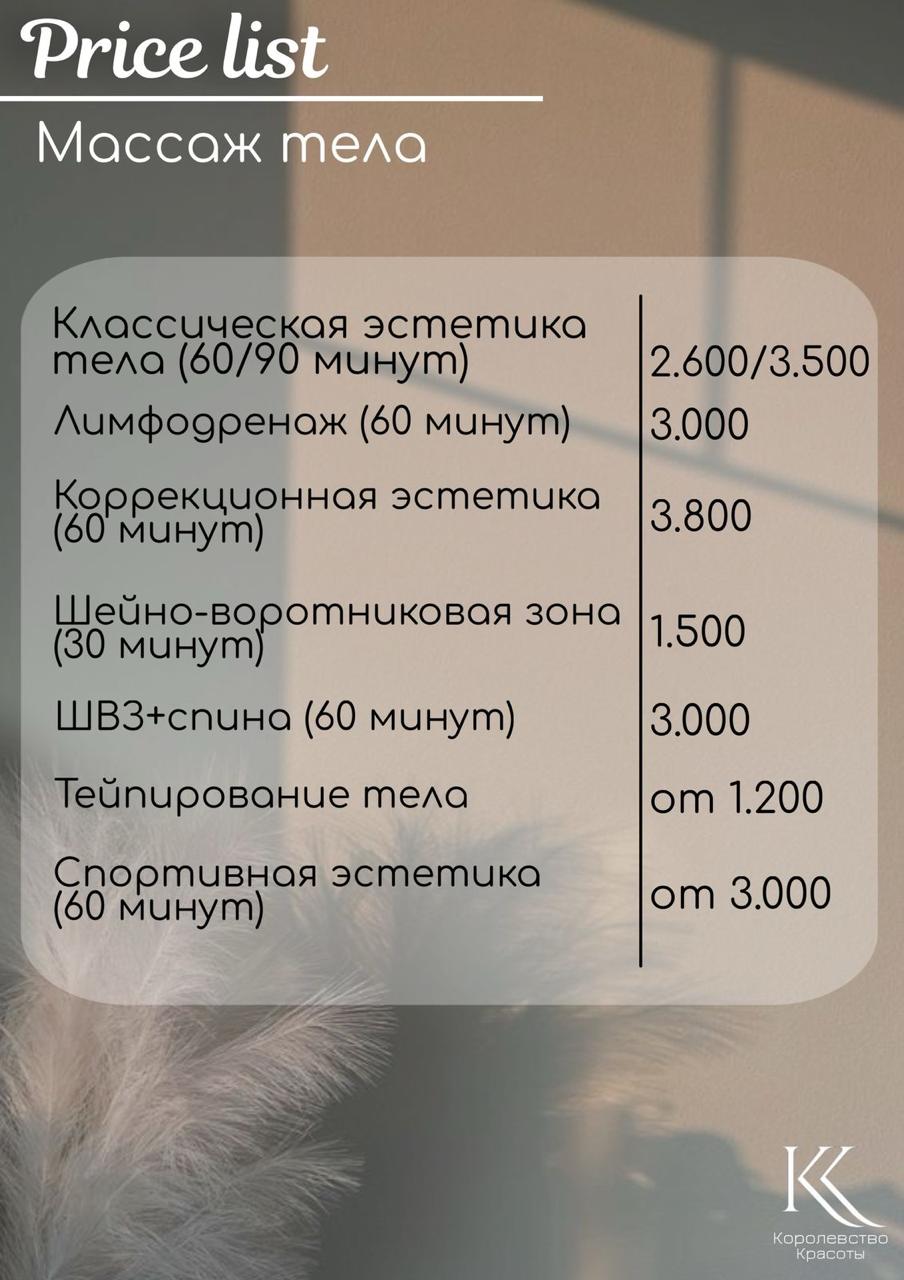 Price list
Массаж тела
Классическая эстетика
тела (60/90 минут)
2.600/3.500
Лимфодренаж (60 минут)
3.000
Коррекционная эстетика
(60 минут)
3.800
Шейно-воротниковая зона
(30 минут)
1.500
ШВЗ+спина (60 минут)
3.000
Тейпирование тела
от 1.200
Спортивная эстетика
(60 минут)
от 3.000
КК
Королевство
Красоты